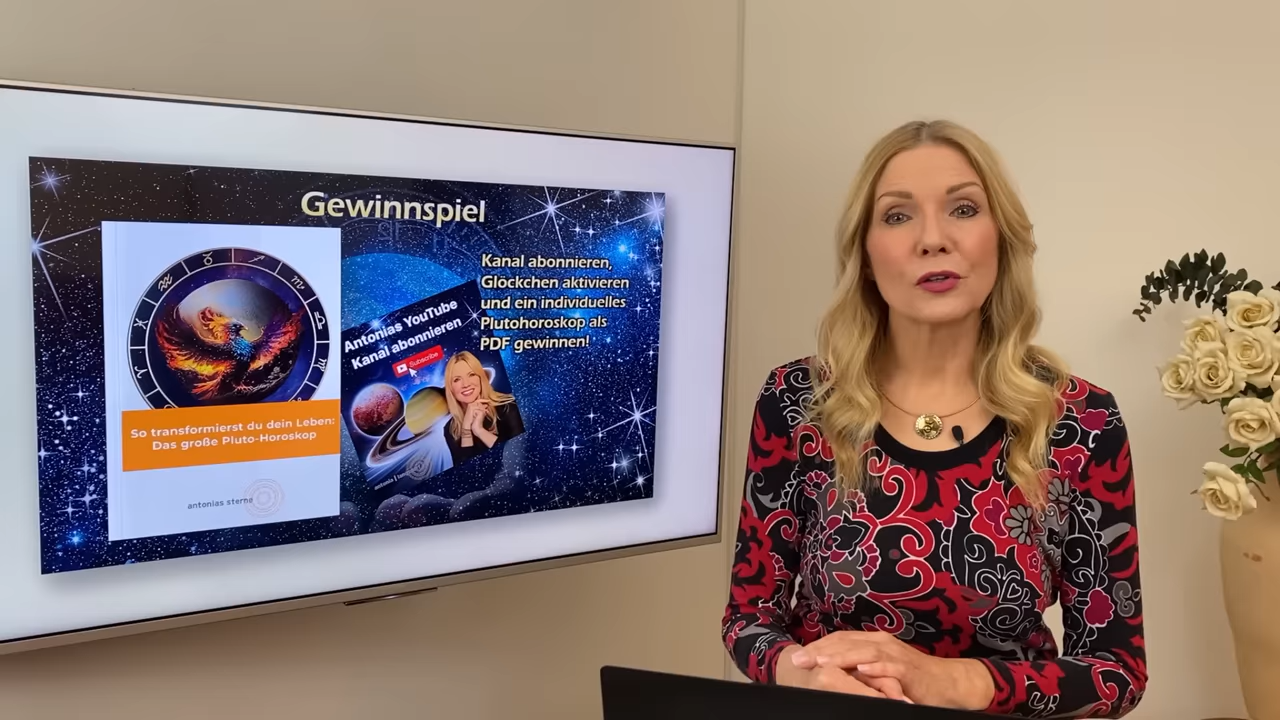 Gewinnspiel
Kanal abonnieren,
Glöckchen aktivieren
und ein individuelles
Plutohoroskop als
PDF gewinnen!
Antonias YouTube
Kanal abonnieren
Subscribe
So transformierst du dein Leben:
Das große Pluto-Horoskop
antonias sterne